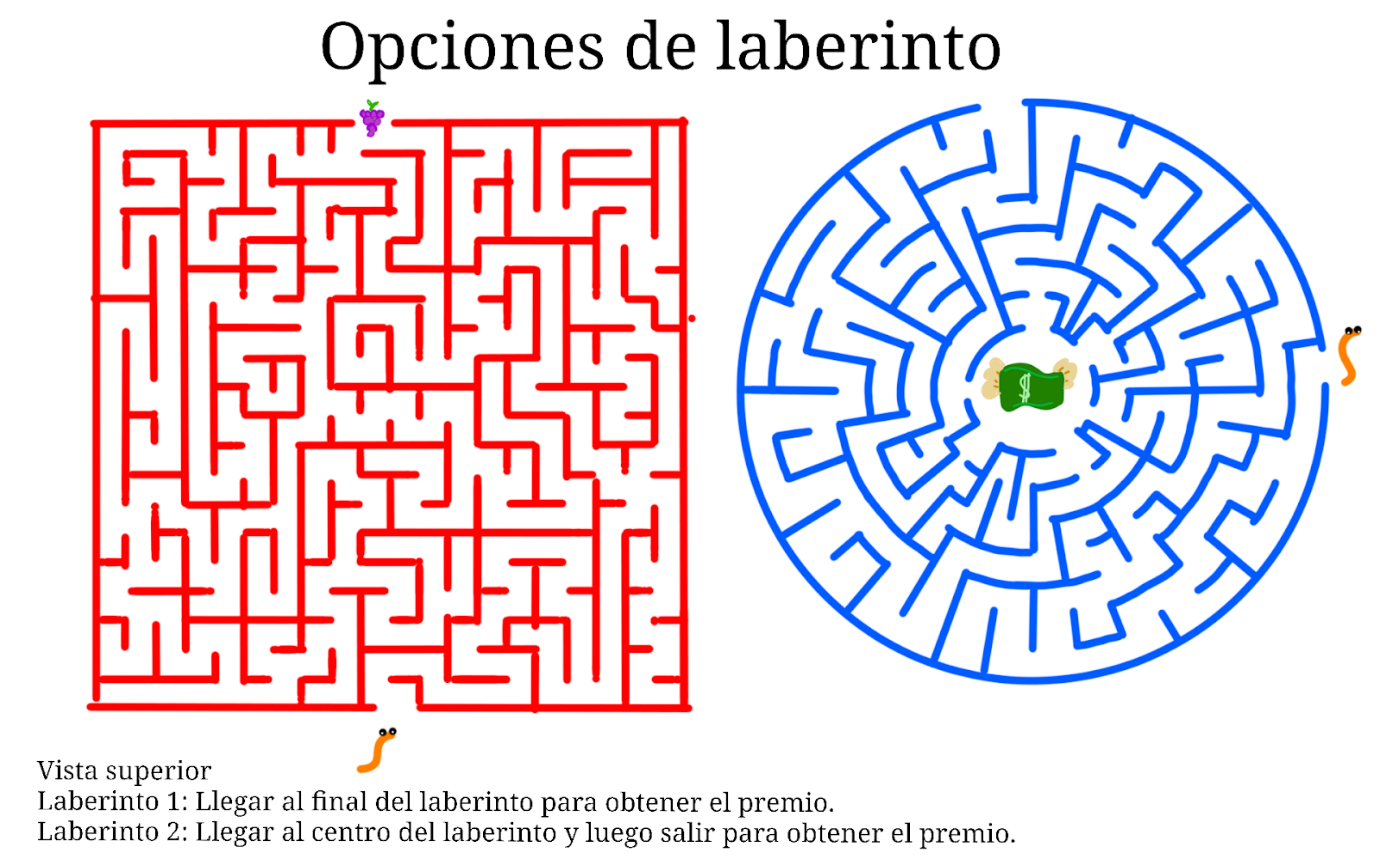 Opciones de laberinto
$
Vista superior
Laberinto 1: Llegar al final del laberinto para obtener el premio.
Laberinto 2: Llegar al centro del laberinto y luego salir para obtener el premio.